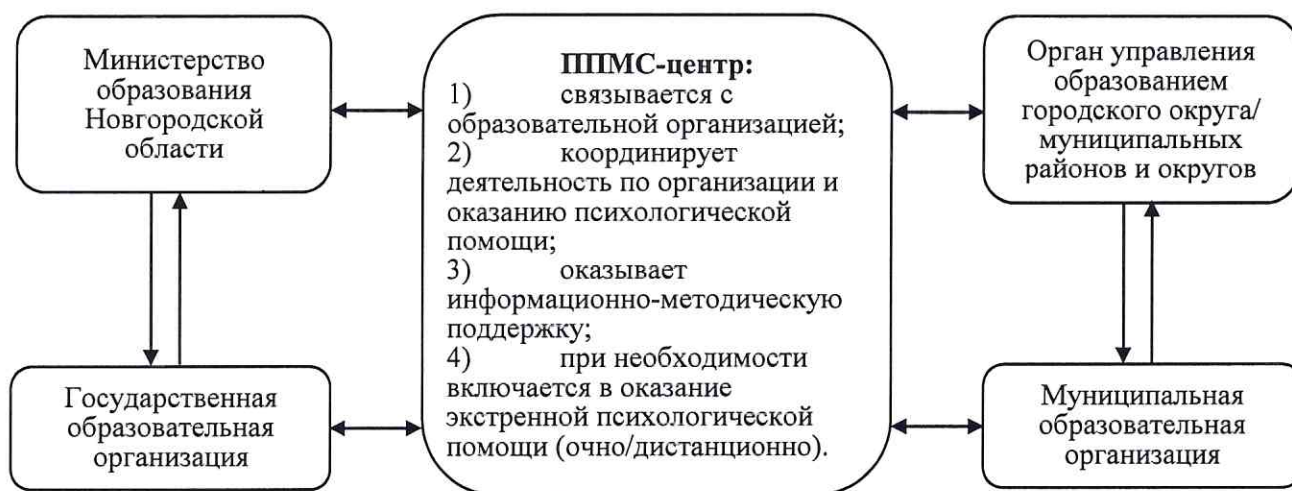 Министерство
образования
Новгородской
области
Государственная
образовательная
организация
ППМС-центр:
1) связывается с
образовательной организацией;
2) координирует
деятельность по организации и
оказанию психологической
помощи;
3) оказывает
информационно-методическую
поддержку;
4) при необходимости
включается в оказание
экстренной психологической
помощи (очно/дистанционно).
Орган управления
образованием
городского округа/
муниципальных
районов и округов
Муниципальная
образовательная
организация